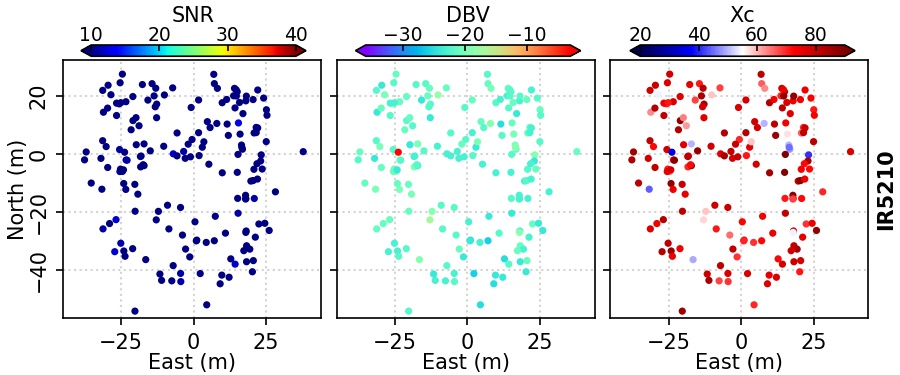 SNR DBV Xc
10 20 30 40 −30 −20 −10 20 40 60 80
20
0
−20
−40
North (m)
−25 0 25 −25 0 25 −25 0 25
East (m) East (m) East (m)
IR5210